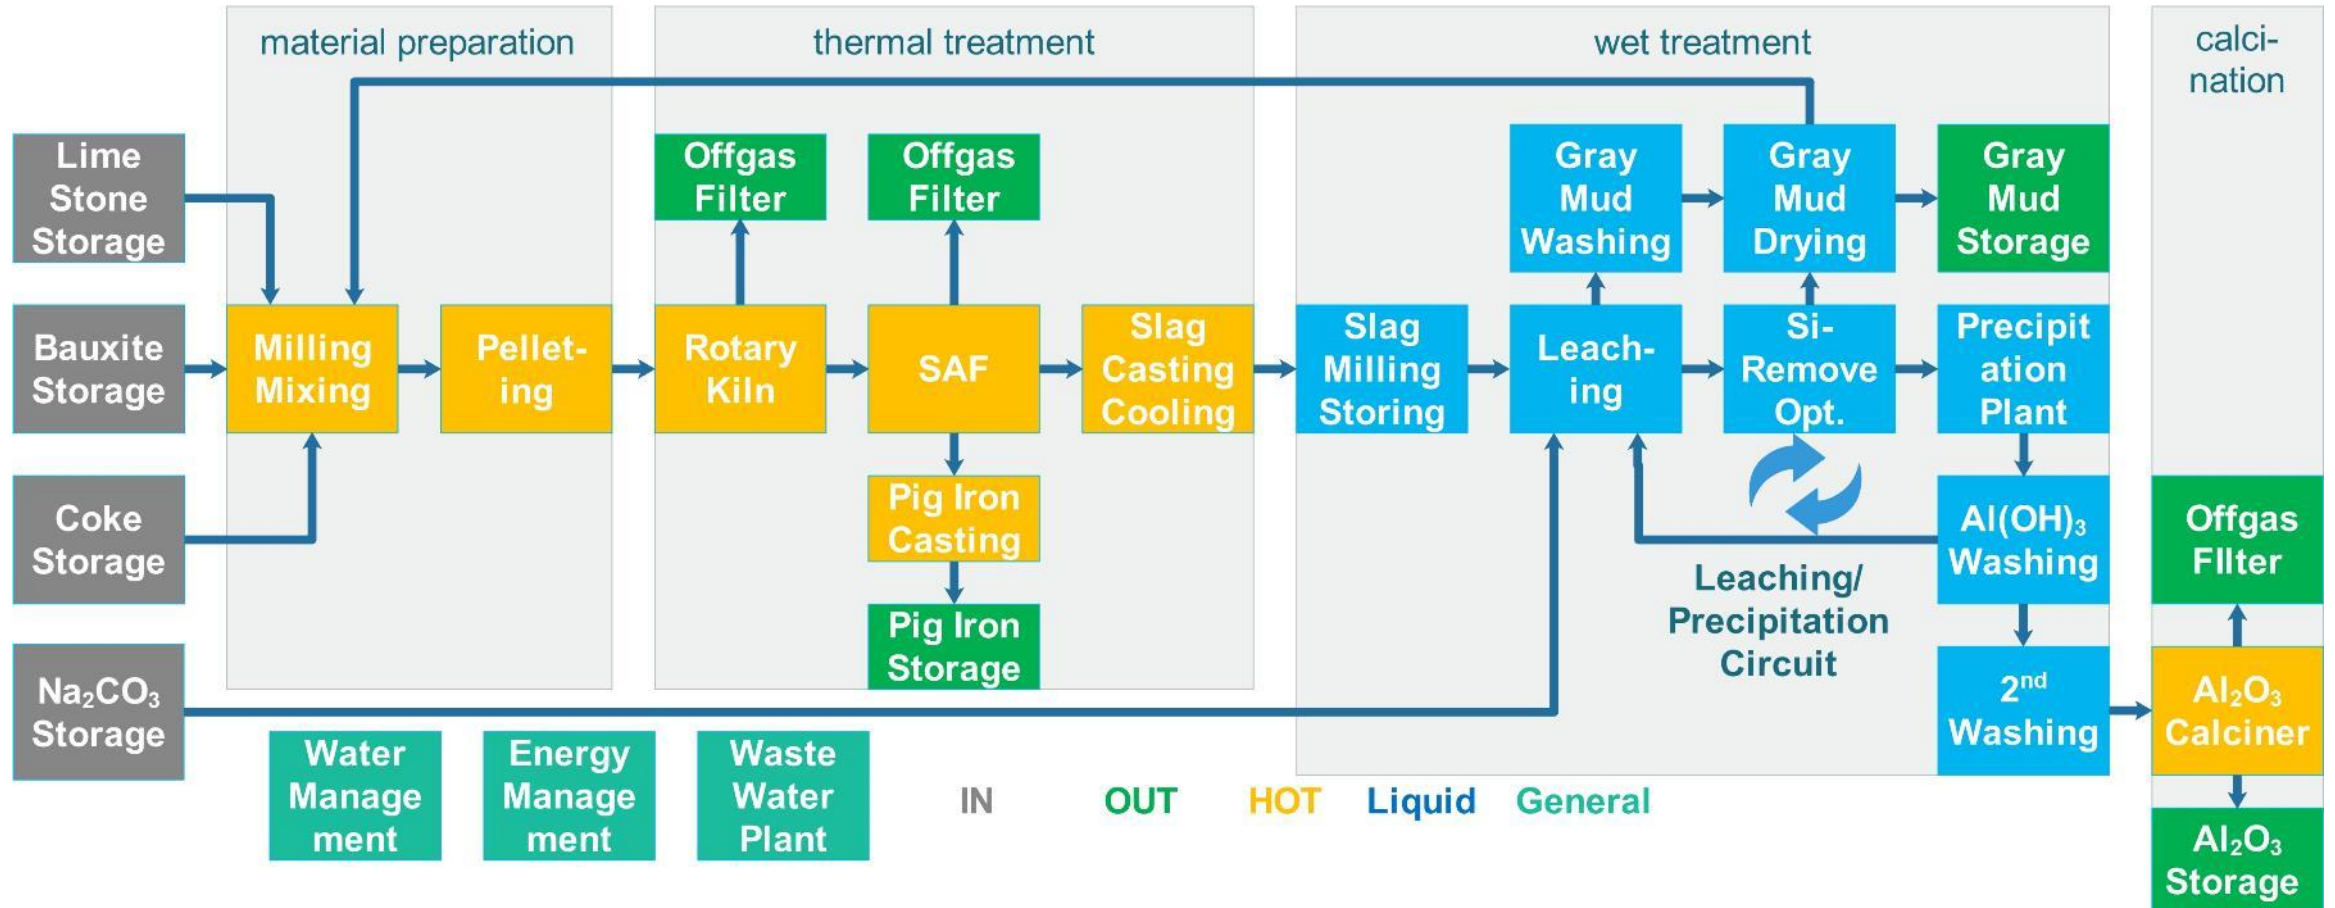 material preparation
thermal treatment
wet treatment
calci-
nation
Lime
Stone
Storage
Offgas
Filter
Offgas
Filter
Gray
Mud
Washing
Gray
Mud
Drying
Gray
Mud
Storage
Bauxite
Storage
Milling
Mixing
Pellet-
ing
Rotary
Kiln
SAF
Slag
Casting
Cooling
Slag
Milling
Storing
Leach-
ing
Si-
Remove
Opt.
Precipit
ation
Plant
Coke
Storage
Pig Iron
Casting
Al(OH)₃
Washing
Offgas
FIlter
Leaching/
Precipitation
Circuit
Pig Iron
Storage
Na₂CO₃
Storage
2nd
Washing
Al₂O₃
Calciner
Water
Manage
ment
Energy
Manage
ment
Waste
Water
Plant
IN
OUT
HOT
Liquid
General
Al₂O₃
Storage